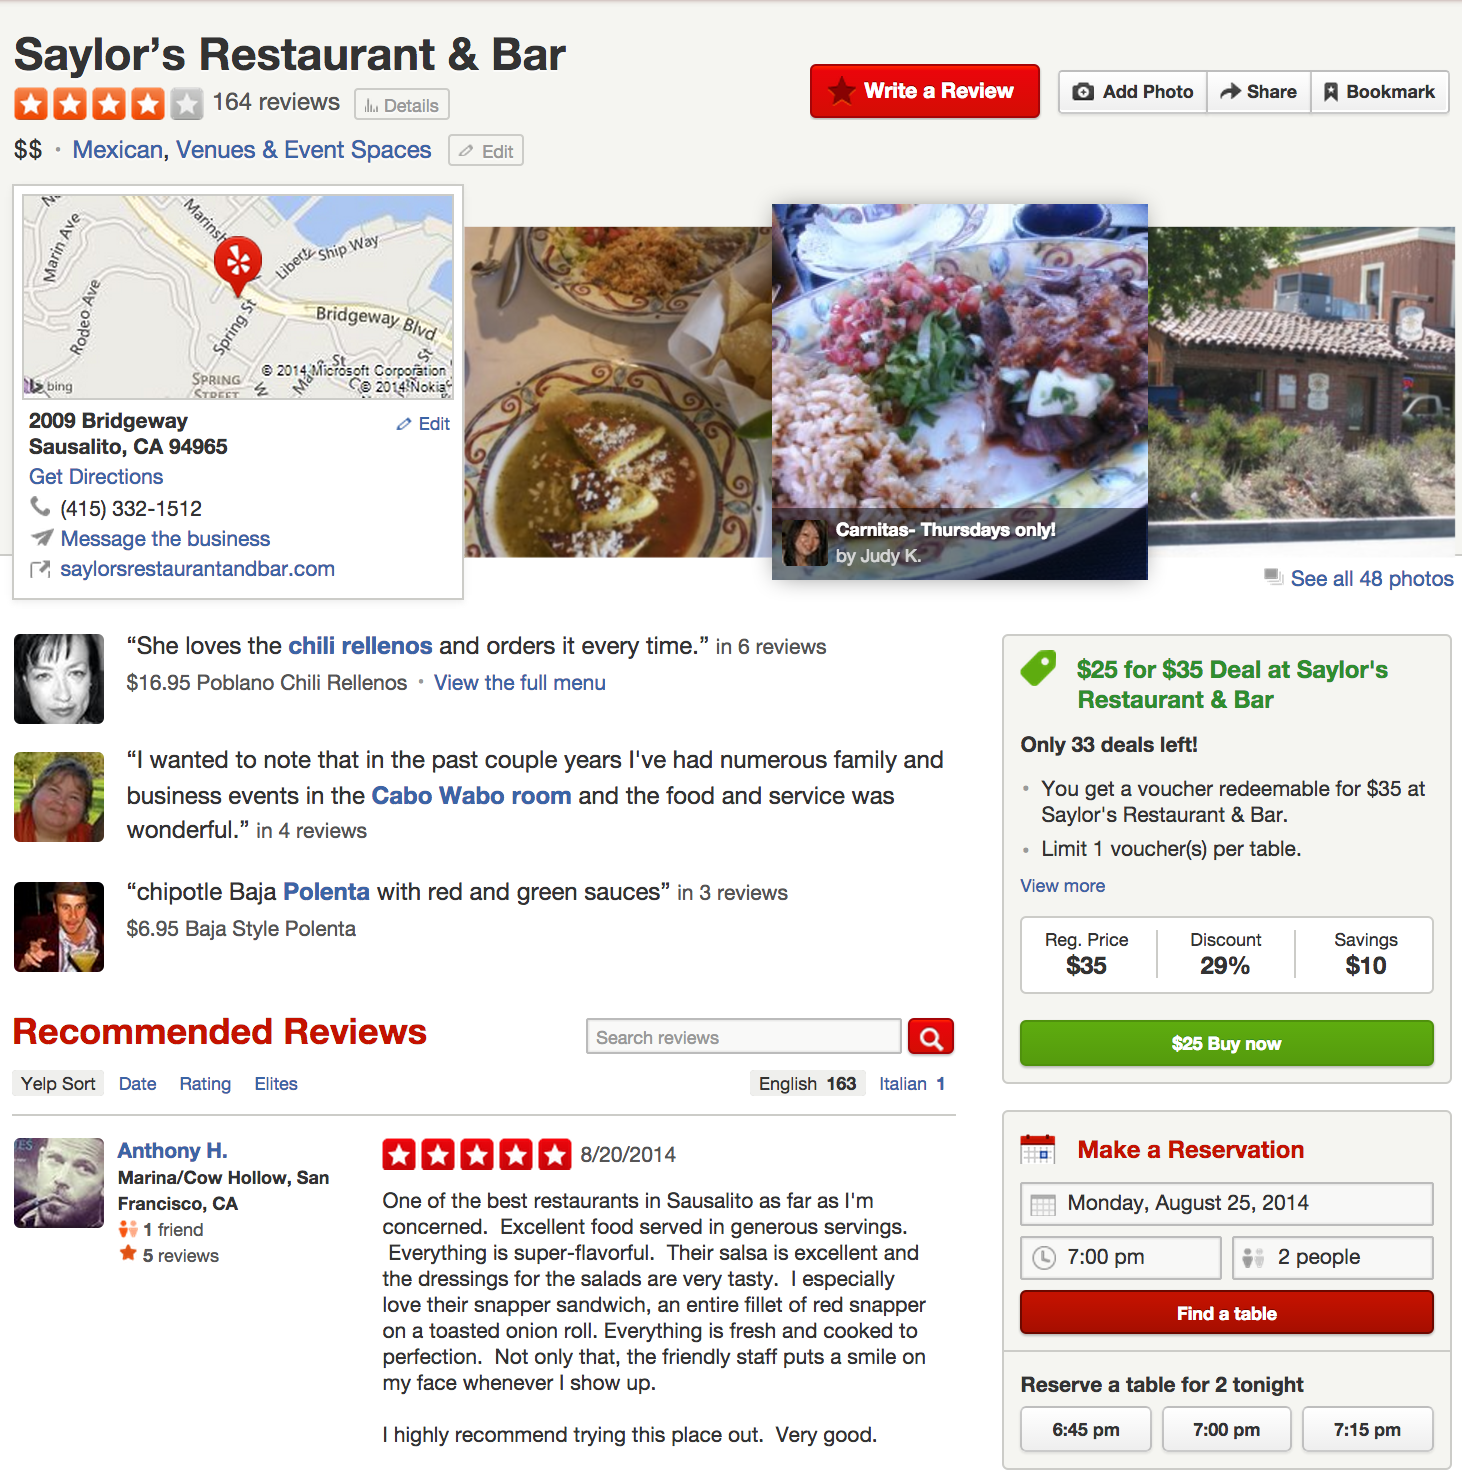 Saylor's Restaurant & Bar
164 reviews
Details
$$ · Mexican, Venues & Event Spaces
Edit
Write a Review
Add Photo
Share
Bookmark
Marin Ave
Marinsh
Liberty Ship Way
Rodeo Ave
Spring St
Bridgeway Blvd
SPRING
STREET
© 2014 Microsoft Corporation
© 2014 Nokia
bing
2009 Bridgeway
Sausalito, CA 94965
Edit
Get Directions
(415) 332-1512
Message the business
saylorsrestaurantandbar.com
Carnitas- Thursdays only!
by Judy K.
See all 48 photos
“She loves the chili rellenos and orders it every time.” in 6 reviews
$16.95 Poblano Chili Rellenos · View the full menu
“I wanted to note that in the past couple years I've had numerous family and
business events in the Cabo Wabo room and the food and service was
wonderful.” in 4 reviews
“chipotle Baja Polenta with red and green sauces” in 3 reviews
$6.95 Baja Style Polenta
Recommended Reviews
Search reviews
Yelp Sort Date Rating Elites
English 163 Italian 1
Anthony H.
Marina/Cow Hollow, San
Francisco, CA
1 friend
5 reviews
8/20/2014
One of the best restaurants in Sausalito as far as I'm
concerned. Excellent food served in generous servings.
Everything is super-flavorful. Their salsa is excellent and
the dressings for the salads are very tasty. I especially
love their snapper sandwich, an entire fillet of red snapper
on a toasted onion roll. Everything is fresh and cooked to
perfection. Not only that, the friendly staff puts a smile on
my face whenever I show up.
I highly recommend trying this place out. Very good.
$25 for $35 Deal at Saylor's
Restaurant & Bar
Only 33 deals left!
· You get a voucher redeemable for $35 at
Saylor's Restaurant & Bar.
· Limit 1 voucher(s) per table.
View more
Reg. Price Discount Savings
$35 29% $10
$25 Buy now
Make a Reservation
Monday, August 25, 2014
7:00 pm
2 people
Find a table
Reserve a table for 2 tonight
6:45 pm 7:00 pm 7:15 pm